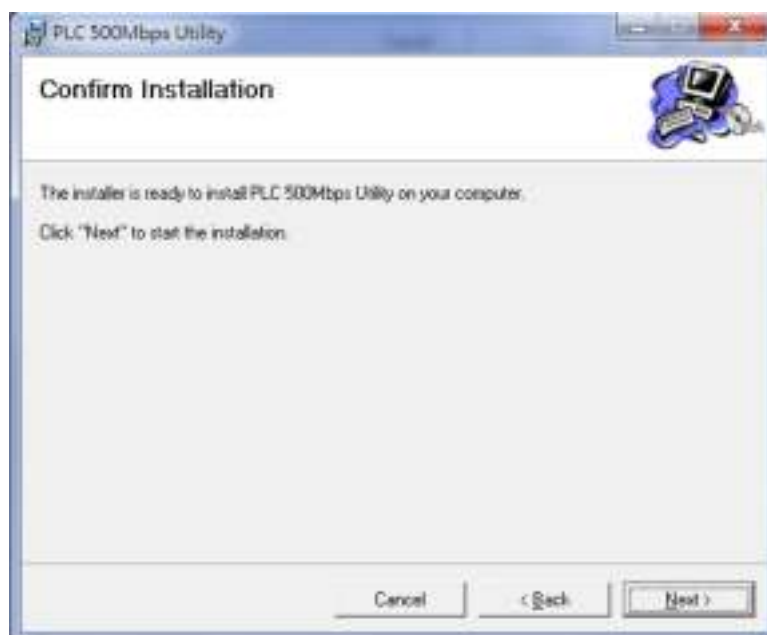 PLC 500Mbps Utility
Confirm Installation
The installer is ready to install PLC 500Mbps Utility on your computer.
Click "Next" to start the installation.
Cancel
< Back
Next >